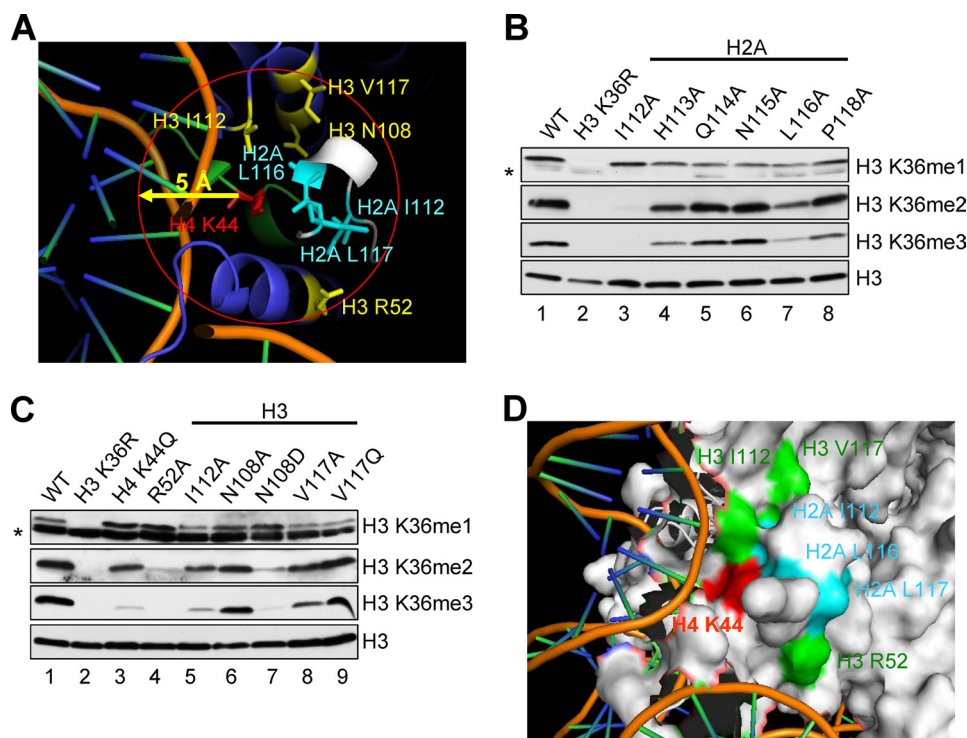 A
H3 V117
H3 I112
H3 N108
H2A
L116
5 Å
H4 K44
H2A I112
H2A L117
H3 R52
B
H2A
WT
H3 K36R
I112A
H113A
Q114A
N115A
L116A
P118A
H3 K36me1
*
H3 K36me2
H3 K36me3
H3
1 2 3 4 5 6 7 8
C
H3
WT
H3 K36R
H4 K44Q
R52A
I112A
N108A
N108D
V117A
V117Q
H3 K36me1
*
H3 K36me2
H3 K36me3
H3
1 2 3 4 5 6 7 8 9
D
H3 V117
H3 I112
H2A I112
H2A L116
H2A L117
H4 K44
H3 R52